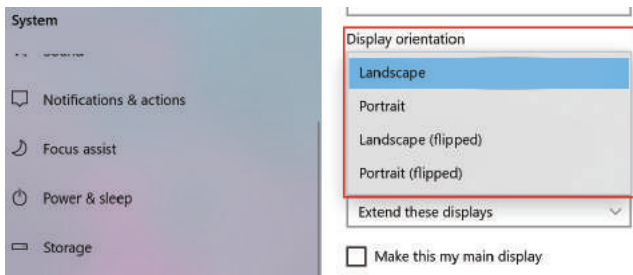 System
Sound
Notifications & actions
Focus assist
Power & sleep
Storage
Display orientation
Landscape
Portrait
Landscape (flipped)
Portrait (flipped)
Extend these displays
Make this my main display